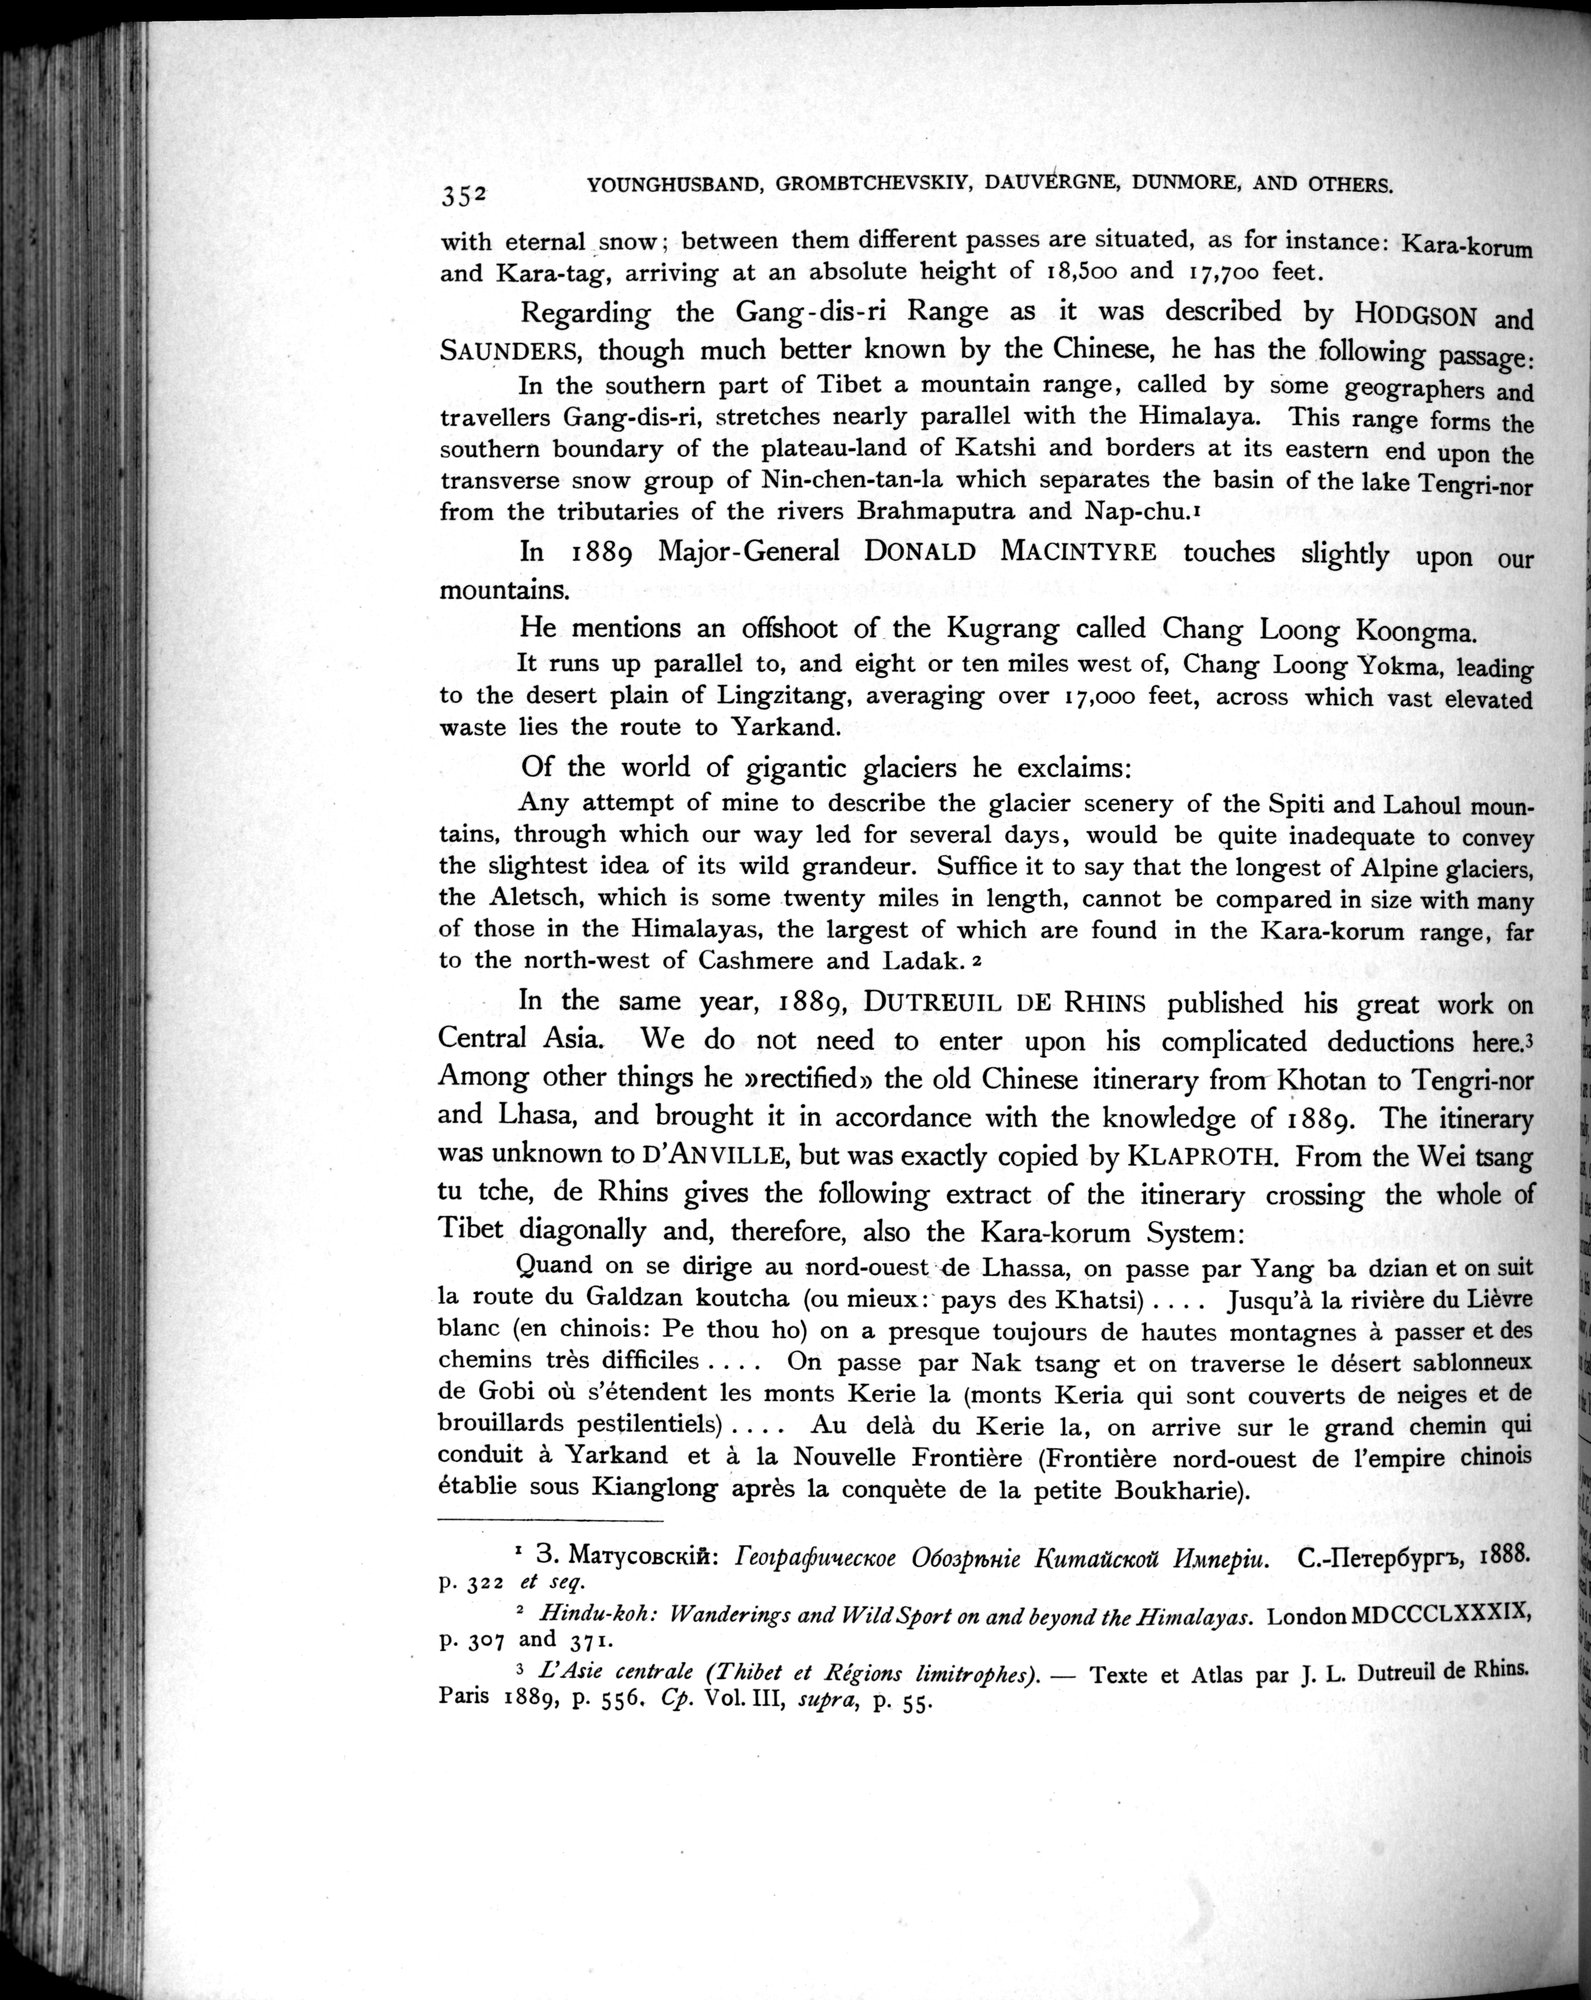 352
YOUNGHUSBAND, GROMBTCHEVSKIY, DAUVERGNE, DUNMORE, AND OTHERS.
with eternal snow; between them different passes are situated, as for instance: Kara-korum
and Kara-tag, arriving at an absolute height of 18,500 and 17,700 feet.
Regarding the Gang-dis-ri Range as it was described by HODGSON and
SAUNDERS, though much better known by the Chinese, he has the following passage:
In the southern part of Tibet a mountain range, called by some geographers and
travellers Gang-dis-ri, stretches nearly parallel with the Himalaya. This range forms the
southern boundary of the plateau-land of Katshi and borders at its eastern end upon the
transverse snow group of Nin-chen-tan-la which separates the basin of the lake Tengri-nor
from the tributaries of the rivers Brahmaputra and Nap-chu.1
In 1889 Major-General DONALD MACINTYRE touches slightly upon our
mountains.
He mentions an offshoot of the Kugrang called Chang Loong Koongma.
It runs up parallel to, and eight or ten miles west of, Chang Loong Yokma, leading
to the desert plain of Lingzitang, averaging over 17,000 feet, across which vast elevated
waste lies the route to Yarkand.
Of the world of gigantic glaciers he exclaims:
Any attempt of mine to describe the glacier scenery of the Spiti and Lahoul moun-
tains, through which our way led for several days, would be quite inadequate to convey
the slightest idea of its wild grandeur. Suffice it to say that the longest of Alpine glaciers,
the Aletsch, which is some twenty miles in length, cannot be compared in size with many
of those in the Himalayas, the largest of which are found in the Kara-korum range, far
to the north-west of Cashmere and Ladak. 2
In the same year, 1889, DUTREUIL DE RHINS published his great work on
Central Asia. We do not need to enter upon his complicated deductions here.3
Among other things he »rectified» the old Chinese itinerary from Khotan to Tengri-nor
and Lhasa, and brought it in accordance with the knowledge of 1889. The itinerary
was unknown to D'ANVILLE, but was exactly copied by KLAPROTH. From the Wei tsang
tu tche, de Rhins gives the following extract of the itinerary crossing the whole of
Tibet diagonally and, therefore, also the Kara-korum System:
Quand on se dirige au nord-ouest de Lhassa, on passe par Yang ba dzian et on suit
la route du Galdzan koutcha (ou mieux: pays des Khatsi) .... Jusqu'à la rivière du Lièvre
blanc (en chinois: Pe thou ho) on a presque toujours de hautes montagnes à passer et des
chemins très difficiles .... On passe par Nak tsang et on traverse le désert sablonneux
de Gobi où s'étendent les monts Kerie la (monts Keria qui sont couverts de neiges et de
brouillards pestilentiels) .... Au delà du Kerie la, on arrive sur le grand chemin qui
conduit à Yarkand et à la Nouvelle Frontière (Frontière nord-ouest de l'empire chinois
établie sous Kianglong après la conquète de la petite Boukharie).
1 З. Матусовскій: Географическое Обозрѣніе Китайской Имперіи. С.-Петербургъ, 1888.
p. 322 et seq.
2 Hindu-koh: Wanderings and Wild Sport on and beyond the Himalayas. London MDCCCLXXXIX,
p. 307 and 371.
3 L'Asie centrale (Thibet et Régions limitrophes). — Texte et Atlas par J. L. Dutreuil de Rhins.
Paris 1889, p. 556. Cp. Vol. III, supra, p. 55.